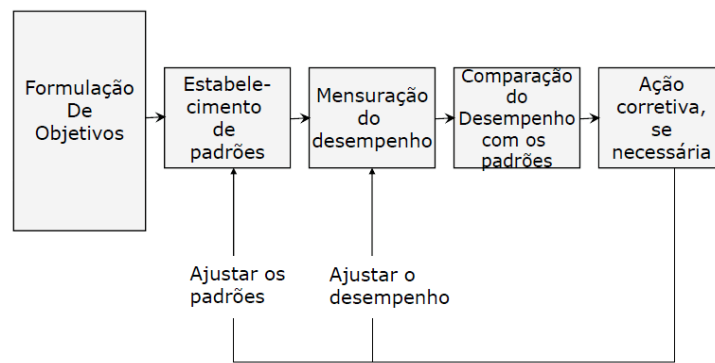 Formulação
De
Objetivos
Estabele-
cimento
de
padrões
Mensuração
do
desempenho
Comparação
do
Desempenho
com os
padrões
Ação
corretiva,
se
necessária
Ajustar os
padrões
Ajustar o
desempenho